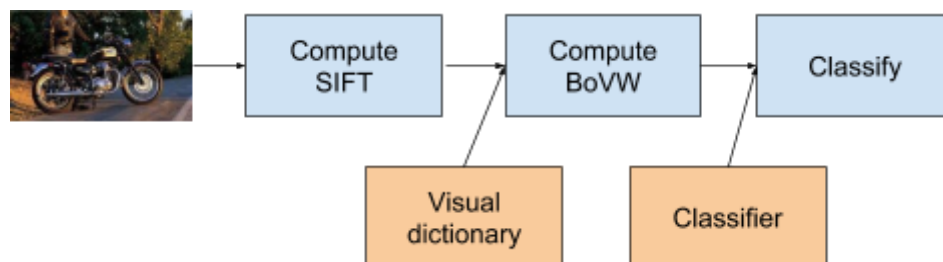 Compute
SIFT
Compute
BoVW
Classify
Visual
dictionary
Classifier